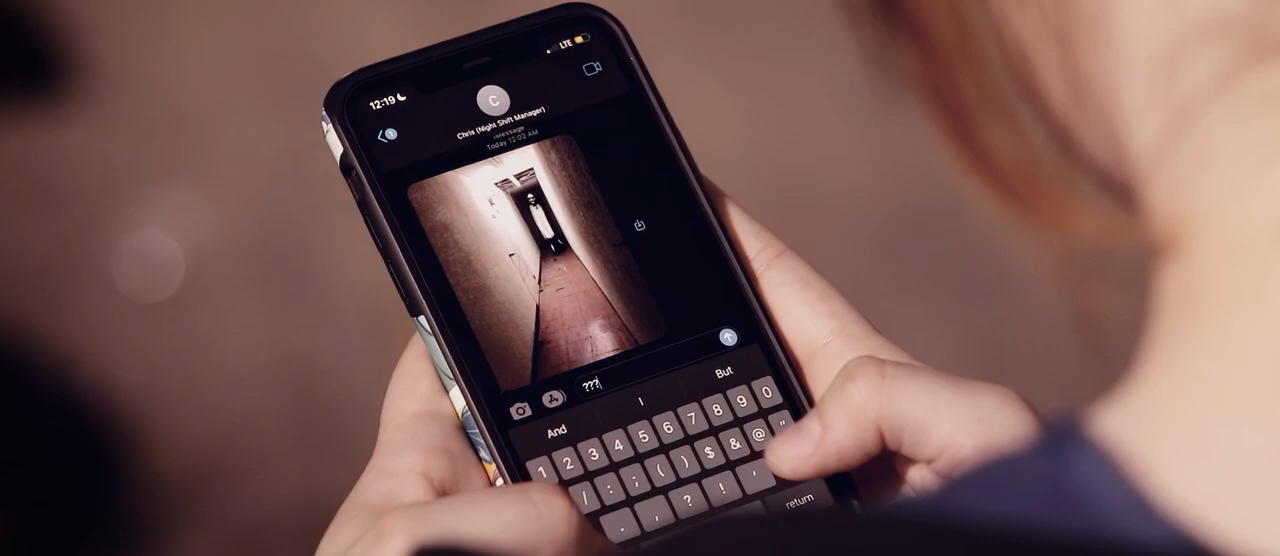 12:19
LTE
1
C
Chris (Night Shift Manager)
iMessage
Today 12:02 AM
???
And I But
1 2 3 4 5 6 7 8 9 0
/ : ; ( ) $ & @ "
. , ? ! '
return